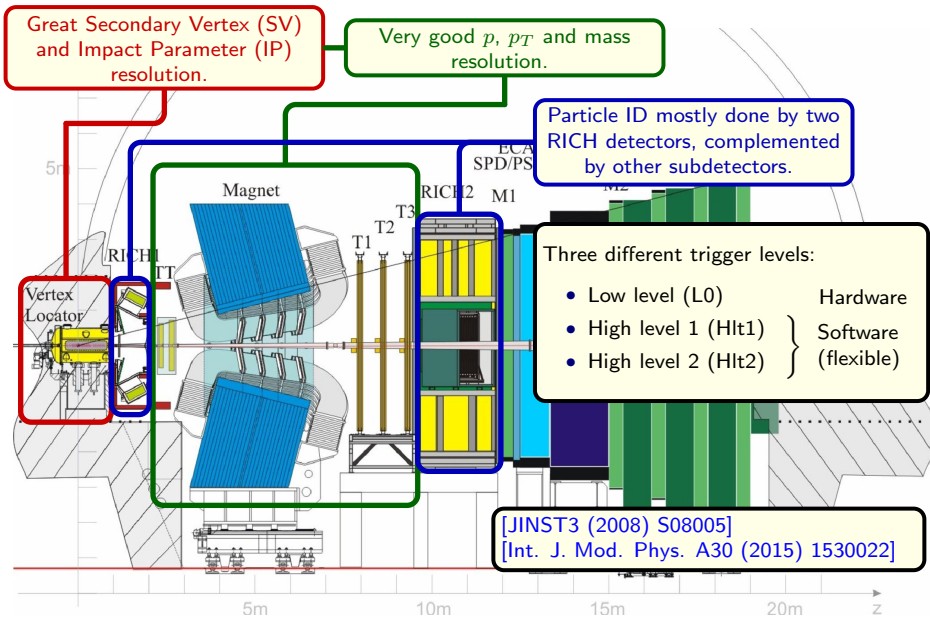 Great Secondary Vertex (SV)
and Impact Parameter (IP)
resolution.
Very good p, p_T and mass
resolution.
Particle ID mostly done by two
RICH detectors, complemented
by other subdetectors.
5m
ECA
SPD/PS
Magnet
RICH2
M1
M2
T3
T2
T1
RICH1
TT
Vertex
Locator
Three different trigger levels:
• Low level (L0)
Hardware
• High level 1 (Hlt1)
• High level 2 (Hlt2)
Software
(flexible)
[JINST3 (2008) S08005]
[Int. J. Mod. Phys. A30 (2015) 1530022]
5m
10m
15m
20m
z